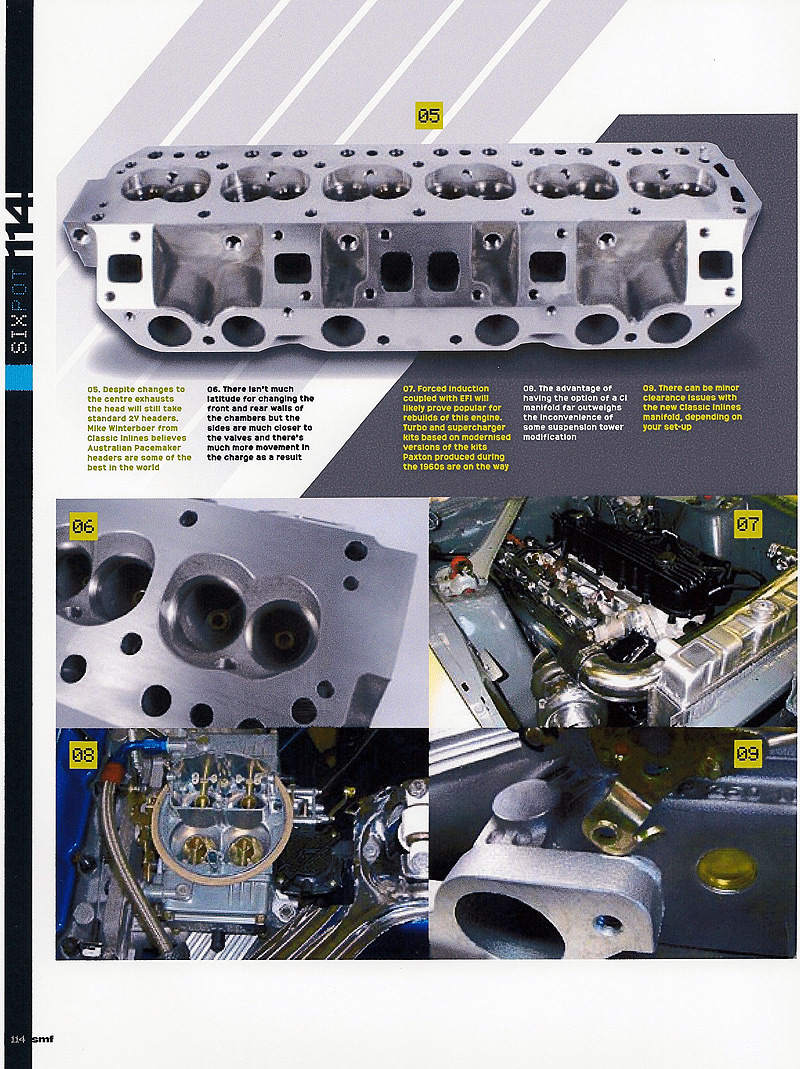 05
114
SIXPOT
05. Despite changes to
the centre exhausts
the head will still take
standard 2V headers.
Mike Winterboer from
Classic Inlines believes
Australian Pacemaker
headers are some of the
best in the world
06. There isn't much
latitude for changing the
front and rear walls of
the chambers but the
sides are much closer to
the valves and there's
much more movement in
the charge as a result
07. Forced induction
coupled with EFI will
likely prove popular for
rebuilds of this engine.
Turbo and supercharger
kits based on modernised
versions of the kits
Paxton produced during
the 1960s are on the way
08. The advantage of
having the option of a CI
manifold far outweighs
the inconvenience of
some suspension tower
modification
09. There can be minor
clearance issues with
the new Classic Inlines
manifold, depending on
your set-up
06
07
08
09
114 smf